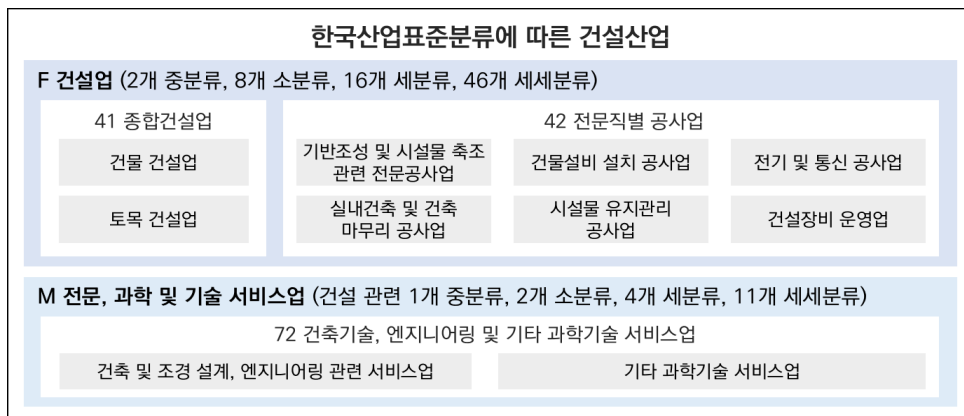 한국산업표준분류에 따른 건설산업
F 건설업 (2개 중분류, 8개 소분류, 16개 세분류, 46개 세세분류)
41 종합건설업
건물 건설업
토목 건설업
42 전문직별 공사업
기반조성 및 시설물 축조
관련 전문공사업
건물설비 설치 공사업
전기 및 통신 공사업
실내건축 및 건축
마무리 공사업
시설물 유지관리
공사업
건설장비 운영업
M 전문, 과학 및 기술 서비스업 (건설 관련 1개 중분류, 2개 소분류, 4개 세분류, 11개 세세분류)
72 건축기술, 엔지니어링 및 기타 과학기술 서비스업
건축 및 조경 설계, 엔지니어링 관련 서비스업
기타 과학기술 서비스업